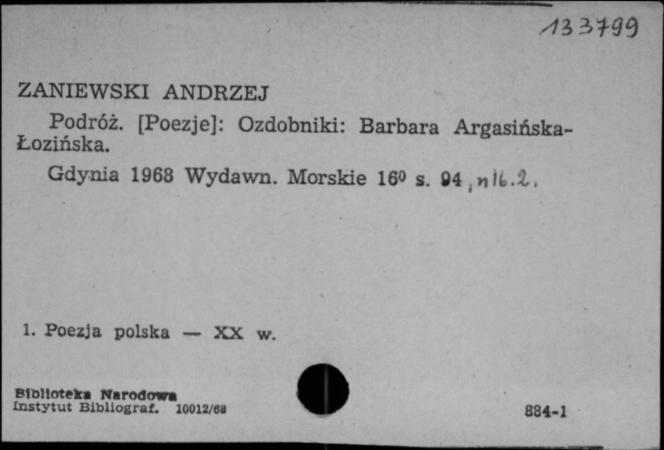 133799
ZANIEWSKI ANDRZEJ
Podróż. [Poezje]: Ozdobniki: Barbara Argasińska-
Łozińska.
Gdynia 1968 Wydawn. Morskie 16⁰ s. 94, nlb. 2.
1. Poezja polska — XX w.
Biblioteka Narodowa
Instytut Bibliograf. 10012/68
884-1